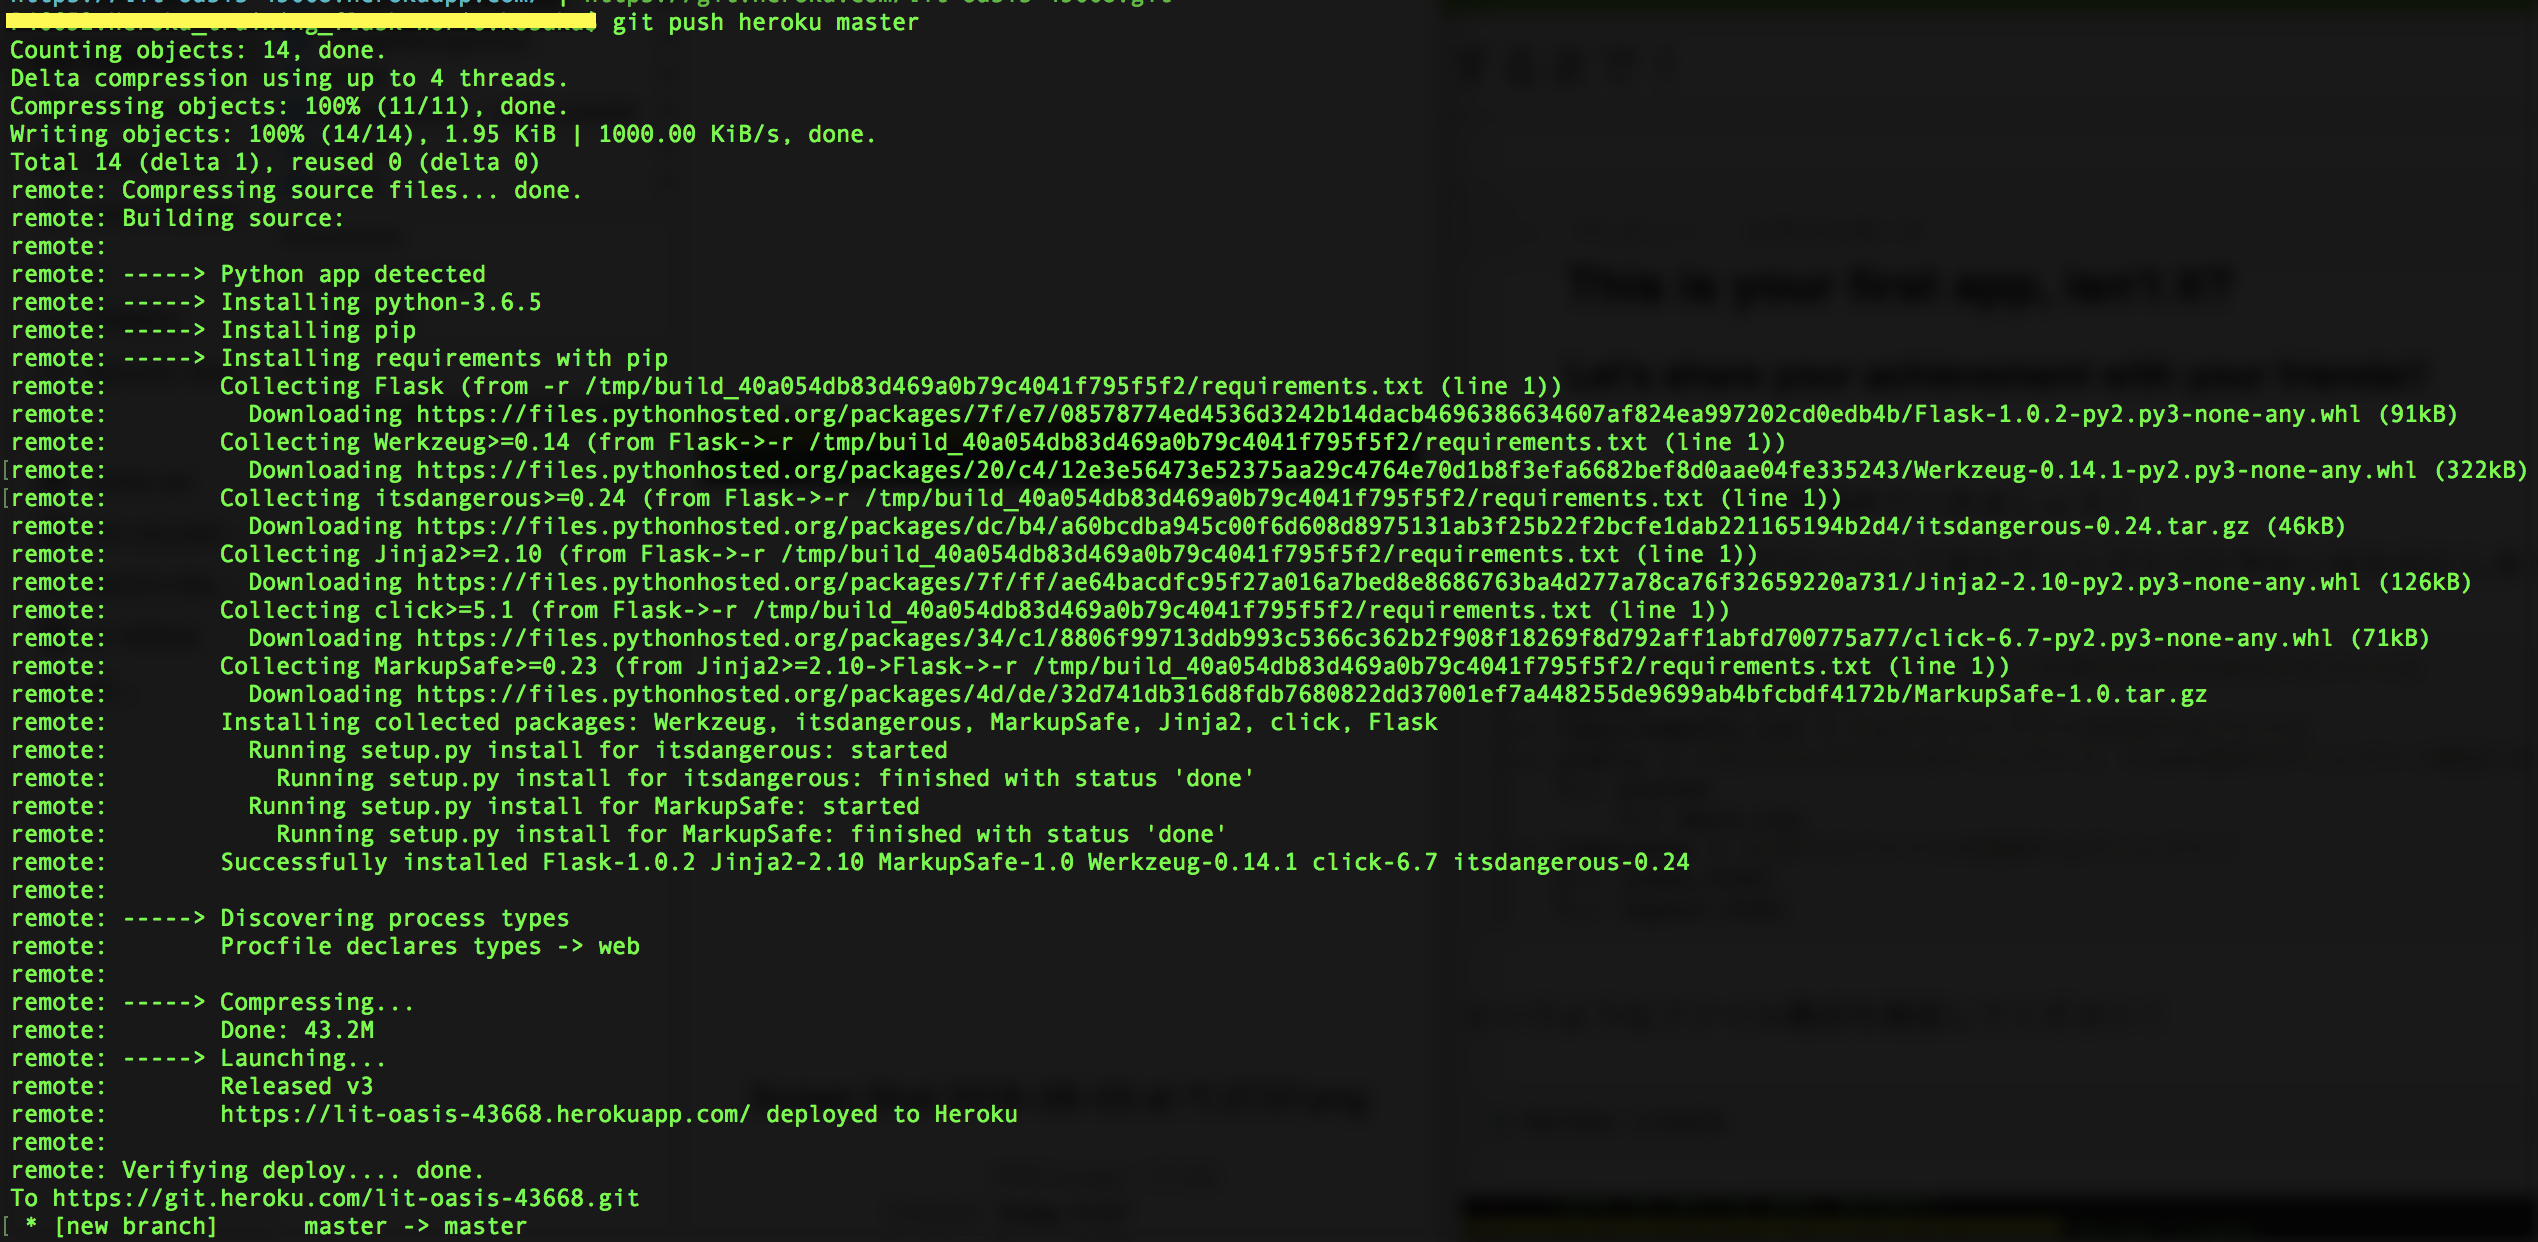 git push heroku master
Counting objects: 14, done.
Delta compression using up to 4 threads.
Compressing objects: 100% (11/11), done.
Writing objects: 100% (14/14), 1.95 KiB | 1000.00 KiB/s, done.
Total 14 (delta 1), reused 0 (delta 0)
remote: Compressing source files... done.
remote: Building source:
remote:
remote: -----> Python app detected
remote: -----> Installing python-3.6.5
remote: -----> Installing pip
remote: -----> Installing requirements with pip
remote:        Collecting Flask (from -r /tmp/build_40a054db83d469a0b79c4041f795f5f2/requirements.txt (line 1))
remote:          Downloading https://files.pythonhosted.org/packages/7f/e7/08578774ed4536d3242b14dacb4696386634607af824ea997202cd0edb4b/Flask-1.0.2-py2.py3-none-any.whl (91kB)
remote:        Collecting Werkzeug>=0.14 (from Flask->-r /tmp/build_40a054db83d469a0b79c4041f795f5f2/requirements.txt (line 1))
[remote:          Downloading https://files.pythonhosted.org/packages/20/c4/12e3e56473e52375aa29c4764e70d1b8f3efa6682bef8d0aae04fe335243/Werkzeug-0.14.1-py2.py3-none-any.whl (322kB)
[remote:        Collecting itsdangerous>=0.24 (from Flask->-r /tmp/build_40a054db83d469a0b79c4041f795f5f2/requirements.txt (line 1))
remote:          Downloading https://files.pythonhosted.org/packages/dc/b4/a60bcdba945c00f6d608d8975131ab3f25b22f2bcfe1dab221165194b2d4/itsdangerous-0.24.tar.gz (46kB)
remote:        Collecting Jinja2>=2.10 (from Flask->-r /tmp/build_40a054db83d469a0b79c4041f795f5f2/requirements.txt (line 1))
remote:          Downloading https://files.pythonhosted.org/packages/7f/ff/ae64bacdfc95f27a016a7bed8e8686763ba4d277a78ca76f32659220a731/Jinja2-2.10-py2.py3-none-any.whl (126kB)
remote:        Collecting click>=5.1 (from Flask->-r /tmp/build_40a054db83d469a0b79c4041f795f5f2/requirements.txt (line 1))
remote:          Downloading https://files.pythonhosted.org/packages/34/c1/8806f99713ddb993c5366c362b2f908f18269f8d792aff1abfd700775a77/click-6.7-py2.py3-none-any.whl (71kB)
remote:        Collecting MarkupSafe>=0.23 (from Jinja2>=2.10->Flask->-r /tmp/build_40a054db83d469a0b79c4041f795f5f2/requirements.txt (line 1))
remote:          Downloading https://files.pythonhosted.org/packages/4d/de/32d741db316d8fdb7680822dd37001ef7a448255de9699ab4bfcbdf4172b/MarkupSafe-1.0.tar.gz
remote:        Installing collected packages: Werkzeug, itsdangerous, MarkupSafe, Jinja2, click, Flask
remote:          Running setup.py install for itsdangerous: started
remote:            Running setup.py install for itsdangerous: finished with status 'done'
remote:          Running setup.py install for MarkupSafe: started
remote:            Running setup.py install for MarkupSafe: finished with status 'done'
remote:        Successfully installed Flask-1.0.2 Jinja2-2.10 MarkupSafe-1.0 Werkzeug-0.14.1 click-6.7 itsdangerous-0.24
remote:
remote: -----> Discovering process types
remote:        Procfile declares types -> web
remote:
remote: -----> Compressing...
remote:        Done: 43.2M
remote: -----> Launching...
remote:        Released v3
remote:        https://lit-oasis-43668.herokuapp.com/ deployed to Heroku
remote:
remote: Verifying deploy.... done.
To https://git.heroku.com/lit-oasis-43668.git
[ * [new branch]      master -> master